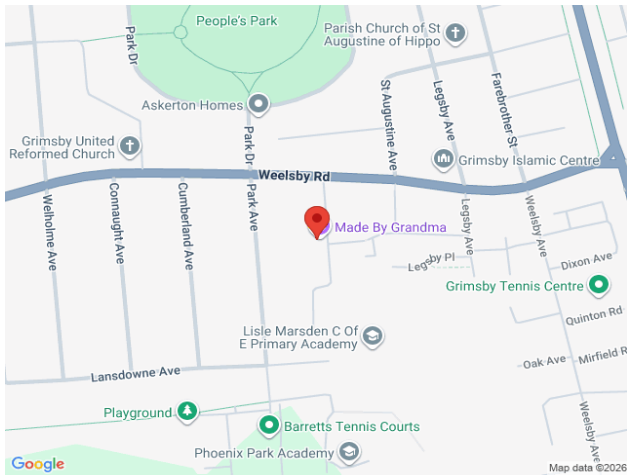 People's Park
Parish Church of St
Augustine of Hippo
Park Dr
Askerton Homes
St Augustine Ave
Legsby Ave
Farebrother St
Grimsby United
Reformed Church
Park Dr
Grimsby Islamic Centre
Weelsby Rd
Welholme Ave
Connaught Ave
Cumberland Ave
Park Ave
Made By Grandma
Legsby Ave
Weelsby Ave
Legsby Pl
Dixon Ave
Grimsby Tennis Centre
Quinton Rd
Lisle Marsden C Of
E Primary Academy
Oak Ave
Mirfield R
Lansdowne Ave
Playground
Barretts Tennis Courts
Weelsby Ave
Phoenix Park Academy
Google
Map data ©2026